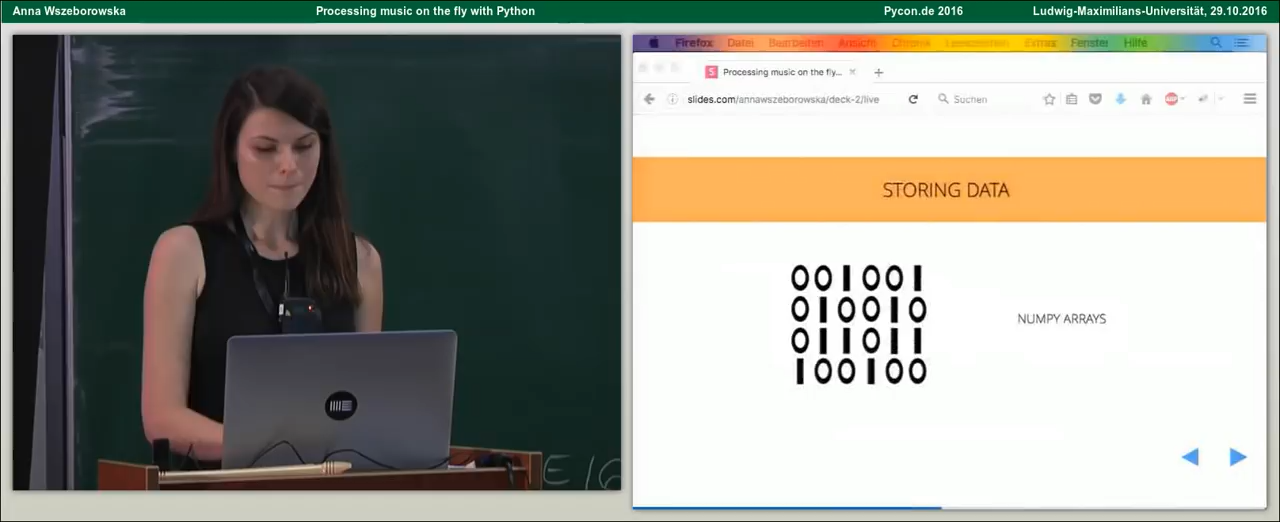 Anna Wszeborowska Processing music on the fly with Python Pycon.de 2016 Ludwig-Maximilians-Universität, 29.10.2016
Firefox Datei Bearbeiten Ansicht Chronik Lesezeichen Extras Fenster Hilfe
Processing music on the fly...
slides.com/annawszeborowska/deck-2/live Suchen
ABP
STORING DATA
001001
010010
011011
100100
NUMPY ARRAYS
E/6